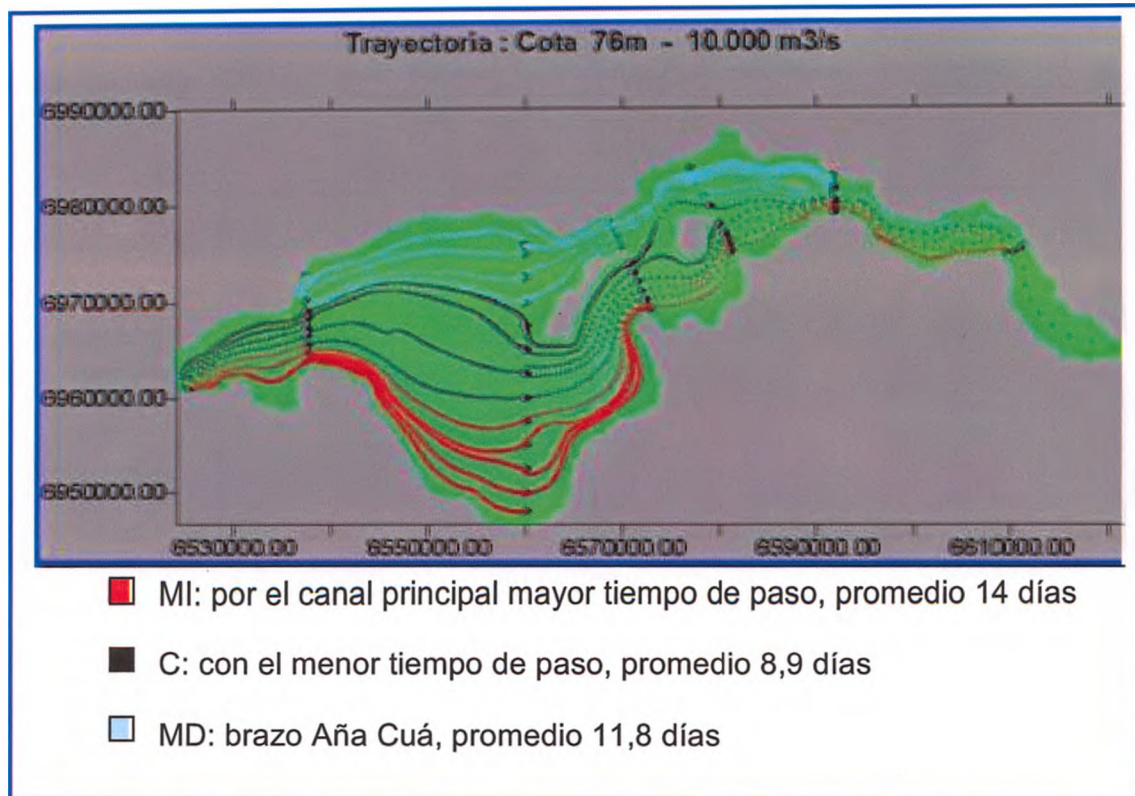 Trayectoria : Cota 76m - 10.000 m3/s
6990000.00
6980000.00
6970000.00
6960000.00
6950000.00
6530000.00 6550000.00 6570000.00 6590000.00 6610000.00
MI: por el canal principal mayor tiempo de paso, promedio 14 días
C: con el menor tiempo de paso, promedio 8,9 días
MD: brazo Aña Cuá, promedio 11,8 días